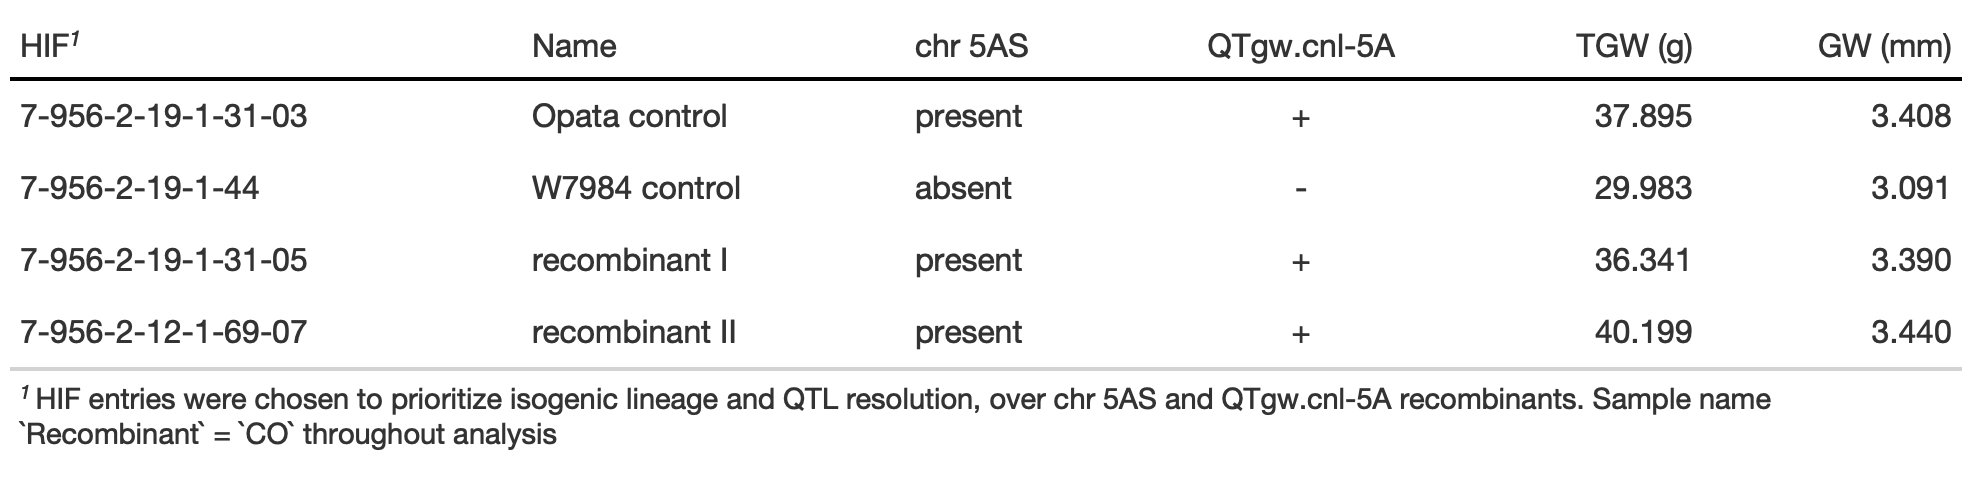 HIF¹ Name chr 5AS QTgw.cnl-5A TGW (g) GW (mm)
7-956-2-19-1-31-03 Opata control present + 37.895 3.408
7-956-2-19-1-44 W7984 control absent - 29.983 3.091
7-956-2-19-1-31-05 recombinant I present + 36.341 3.390
7-956-2-12-1-69-07 recombinant II present + 40.199 3.440
¹ HIF entries were chosen to prioritize isogenic lineage and QTL resolution, over chr 5AS and QTgw.cnl-5A recombinants. Sample name
`Recombinant` = `CO` throughout analysis